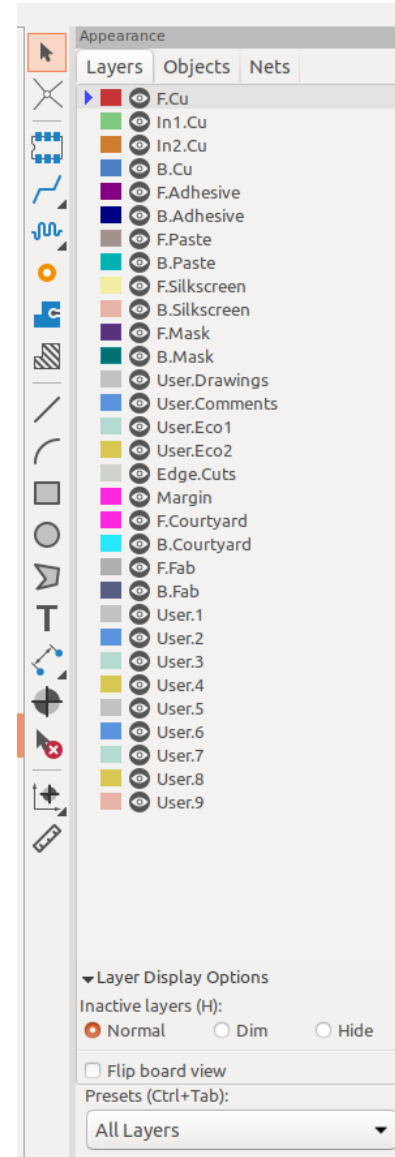 Appearance
Layers Objects Nets
F.Cu
In1.Cu
In2.Cu
B.Cu
F.Adhesive
B.Adhesive
F.Paste
B.Paste
F.Silkscreen
B.Silkscreen
F.Mask
B.Mask
User.Drawings
User.Comments
User.Eco1
User.Eco2
Edge.Cuts
Margin
F.Courtyard
B.Courtyard
F.Fab
B.Fab
User.1
User.2
User.3
User.4
User.5
User.6
User.7
User.8
User.9
Layer Display Options
Inactive layers (H):
Normal Dim Hide
Flip board view
Presets (Ctrl+Tab):
All Layers